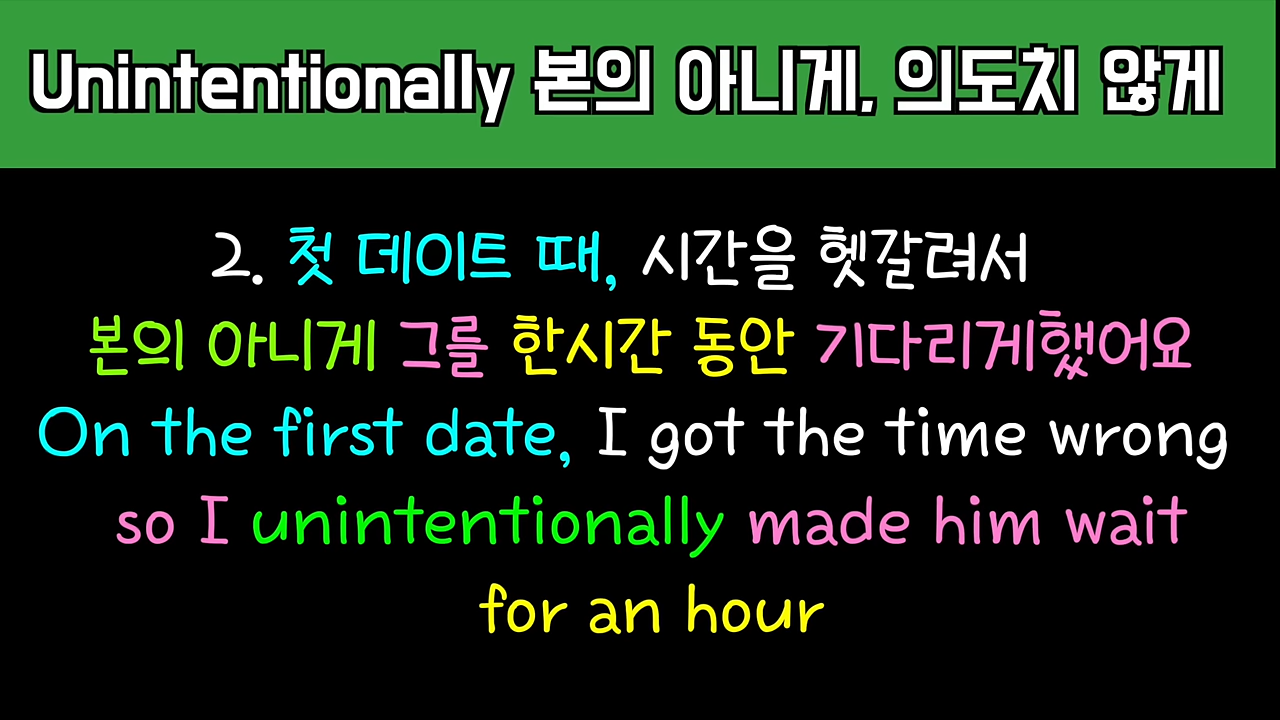 Unintentionally 본의 아니게, 의도치 않게
2. 첫 데이트 때, 시간을 헷갈려서
본의 아니게 그를 한시간 동안 기다리게했어요
On the first date, I got the time wrong
so I unintentionally made him wait
for an hour